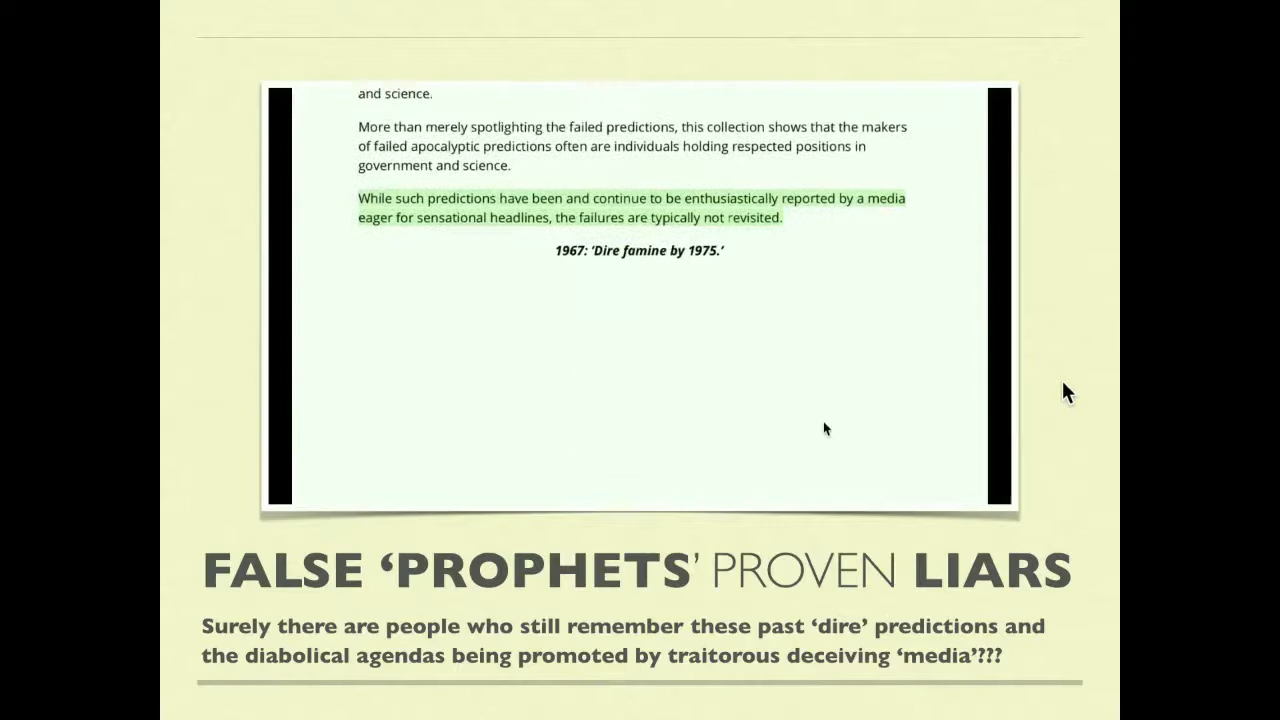 and science.
More than merely spotlighting the failed predictions, this collection shows that the makers
of failed apocalyptic predictions often are individuals holding respected positions in
government and science.
While such predictions have been and continue to be enthusiastically reported by a media
eager for sensational headlines, the failures are typically not revisited.
1967: ‘Dire famine by 1975.’
FALSE ‘PROPHETS’ PROVEN LIARS
Surely there are people who still remember these past ‘dire’ predictions and
the diabolical agendas being promoted by traitorous deceiving ‘media’????